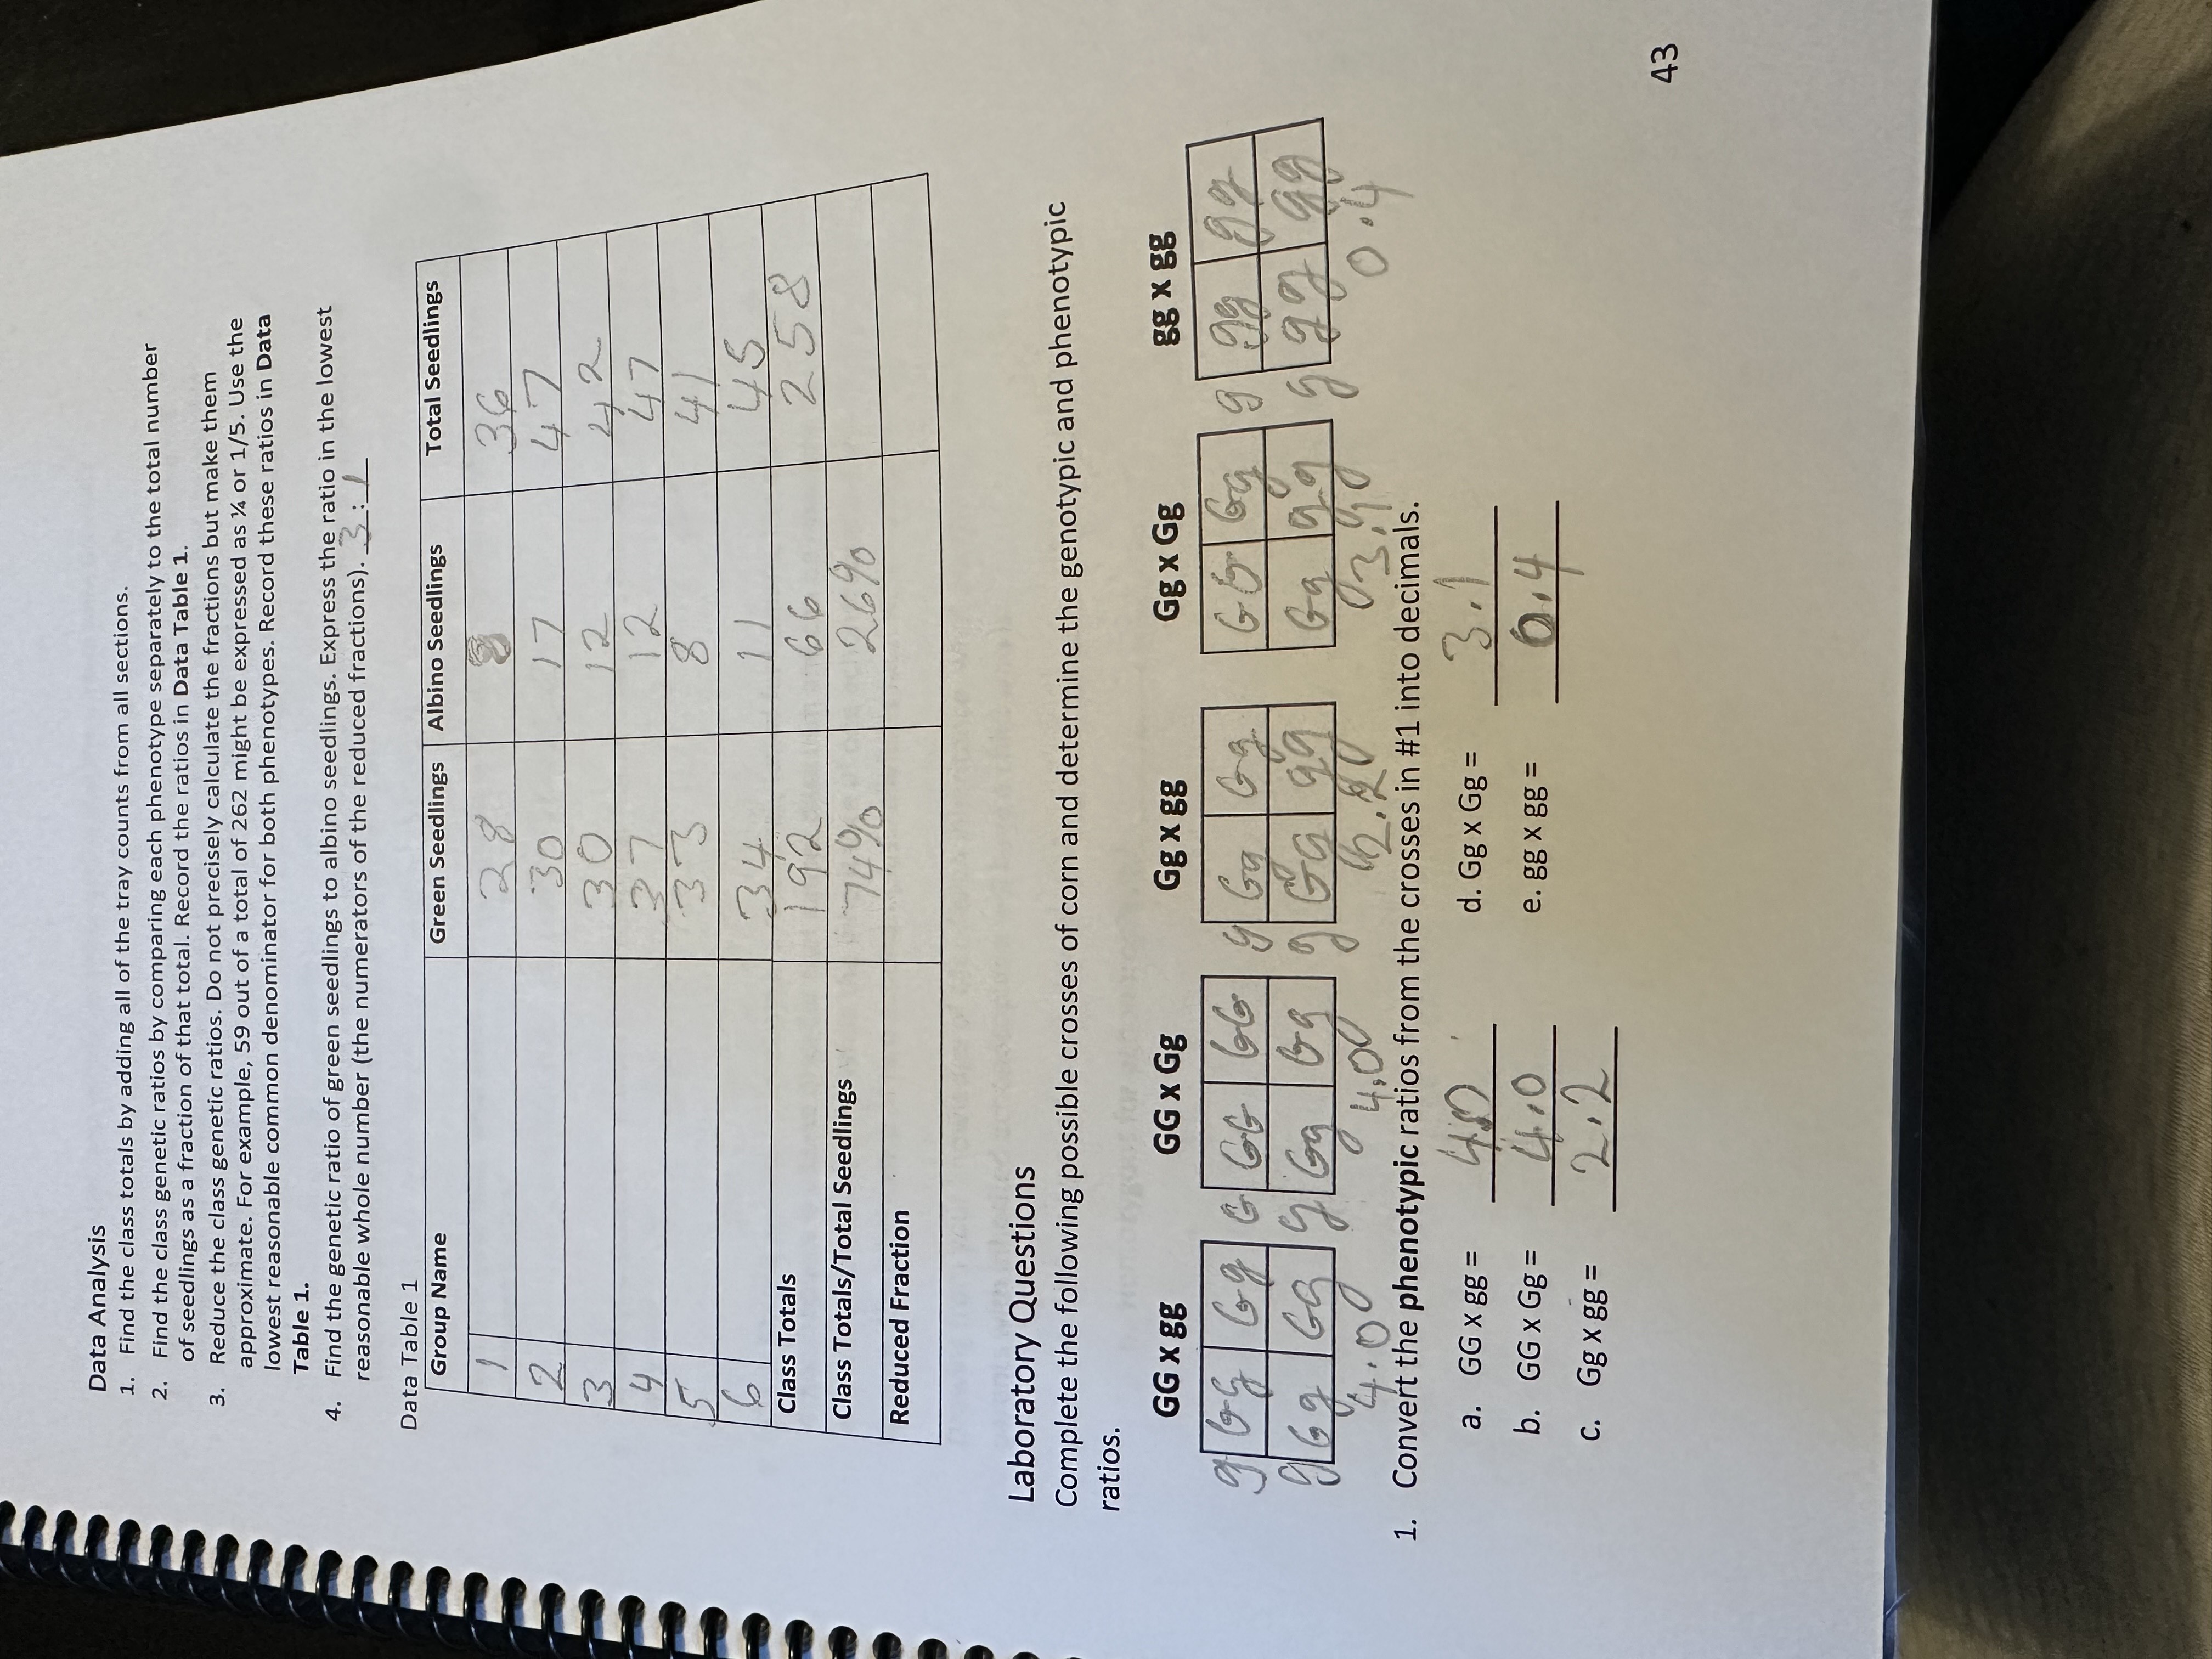 Data Analysis
1. Find the class totals by adding all of the tray counts from all sections.
2. Find the class genetic ratios by comparing each phenotype separately to the total number
of seedlings as a fraction of that total. Record the ratios in Data Table 1.
3. Reduce the class genetic ratios. Do not precisely calculate the fractions but make them
approximate. For example, 59 out of a total of 262 might be expressed as ¼ or 1/5. Use the
lowest reasonable common denominator for both phenotypes. Record these ratios in Data
Table 1.
4. Find the genetic ratio of green seedlings to albino seedlings. Express the ratio in the lowest
reasonable whole number (the numerators of the reduced fractions). 3:1
Data Table 1
Group Name Green Seedlings Albino Seedlings Total Seedlings
1 28 8 36
2 30 17 47
3 30 12 42
4 37 12 47
5 33 8 41
6 34 11 45
Class Totals 192 66 258
Class Totals/Total Seedlings 74% 26%
Reduced Fraction
Laboratory Questions
Complete the following possible crosses of corn and determine the genotypic and phenotypic
ratios.
GG x gg GG x Gg Gg x gg Gg x Gg gg x gg
g Gg Gg G GG GG g Gg Gg GG Gg g gg gg
g Gg Gg g Gg Gg g Gg gg Gg gg g gg gg
4.0 4.0 2.2 3.1 0.4
1. Convert the phenotypic ratios from the crosses in #1 into decimals.
a. GG x gg = 4.0 d. Gg x Gg = 3.1
b. GG x Gg = 4.0 e. gg x gg = 0.4
c. Gg x gg = 2.2
43